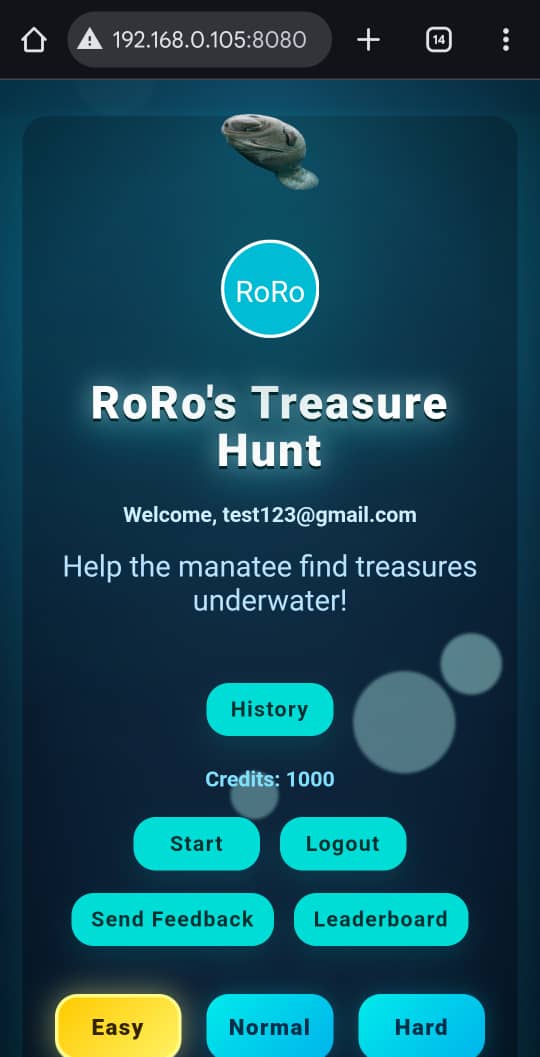 192.168.0.105:8080
14
RoRo
RoRo's Treasure
Hunt
Welcome, test123@gmail.com
Help the manatee find treasures
underwater!
History
Credits: 1000
Start Logout
Send Feedback Leaderboard
Easy Normal Hard